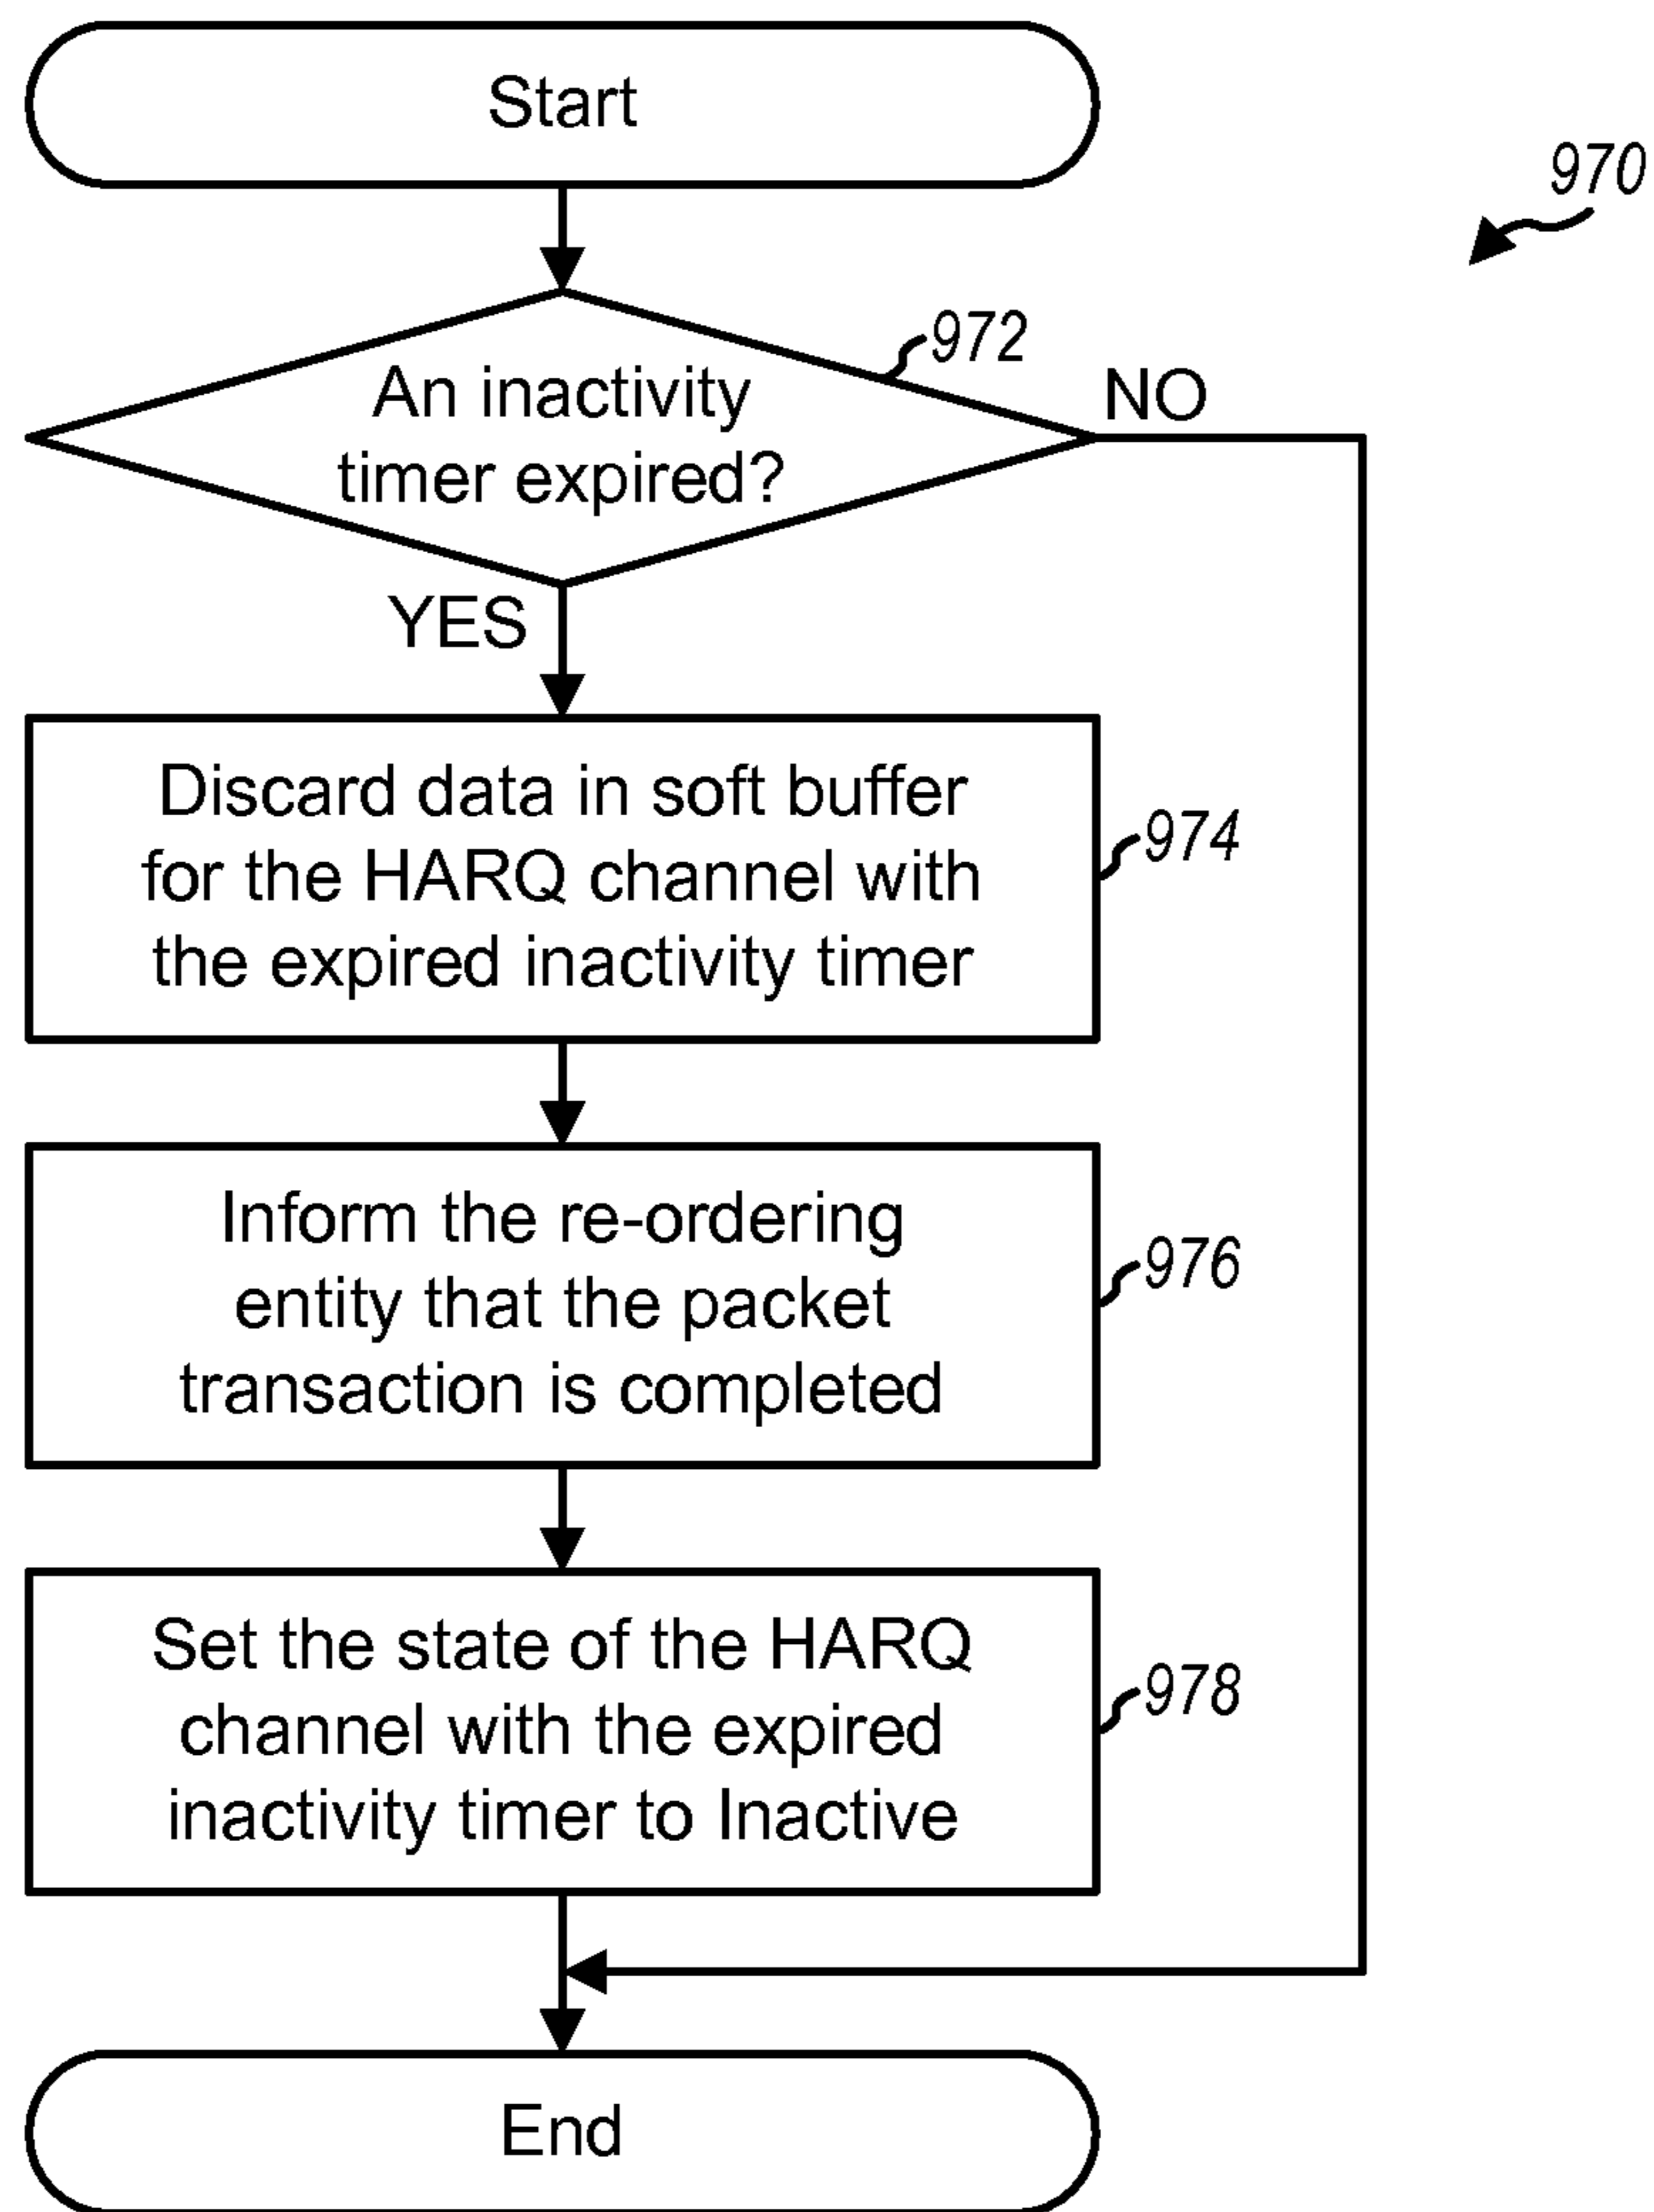 Start
970
972
An inactivity
timer expired?
NO
YES
Discard data in soft buffer
for the HARQ channel with
the expired inactivity timer
974
Inform the re-ordering
entity that the packet
transaction is completed
976
Set the state of the HARQ
channel with the expired
inactivity timer to Inactive
978
End